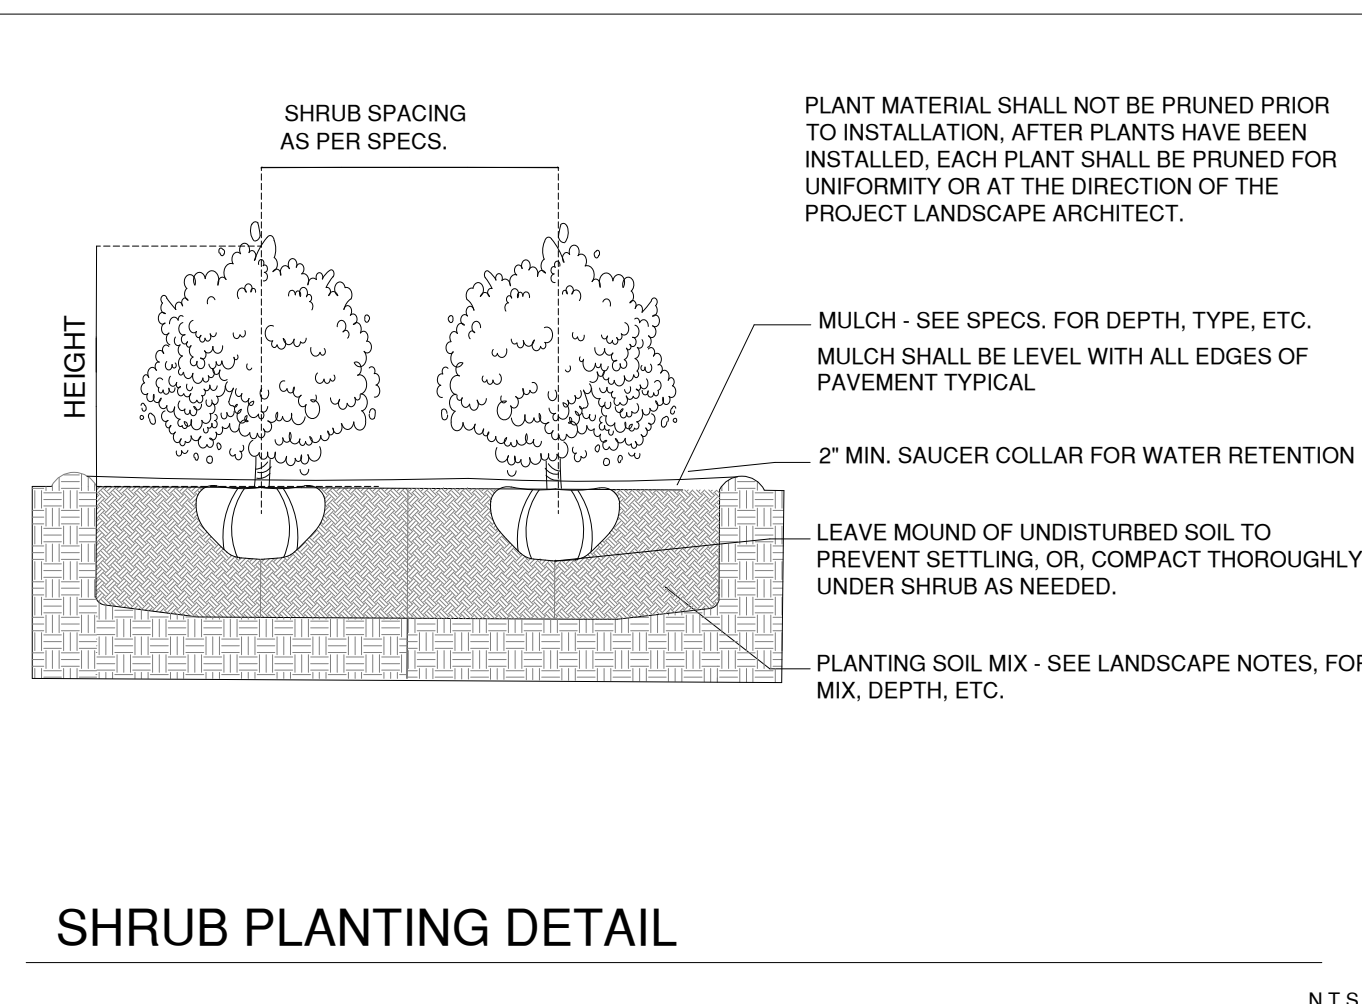 SHRUB SPACING
AS PER SPECS.
PLANT MATERIAL SHALL NOT BE PRUNED PRIOR
TO INSTALLATION, AFTER PLANTS HAVE BEEN
INSTALLED, EACH PLANT SHALL BE PRUNED FOR
UNIFORMITY OR AT THE DIRECTION OF THE
PROJECT LANDSCAPE ARCHITECT.
HEIGHT
MULCH - SEE SPECS. FOR DEPTH, TYPE, ETC.
MULCH SHALL BE LEVEL WITH ALL EDGES OF
PAVEMENT TYPICAL
2" MIN. SAUCER COLLAR FOR WATER RETENTION
LEAVE MOUND OF UNDISTURBED SOIL TO
PREVENT SETTLING, OR, COMPACT THOROUGHLY
UNDER SHRUB AS NEEDED.
PLANTING SOIL MIX - SEE LANDSCAPE NOTES, FOR
MIX, DEPTH, ETC.
SHRUB PLANTING DETAIL
N.T.S